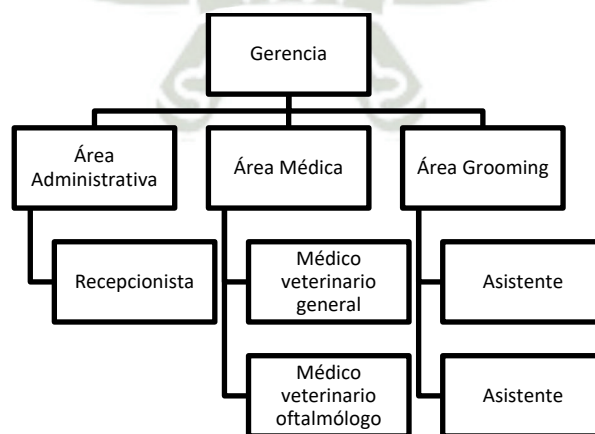 Gerencia
Área
Administrativa
Área Médica
Área Grooming
Recepcionista
Médico
veterinario
general
Asistente
Médico
veterinario
oftalmólogo
Asistente